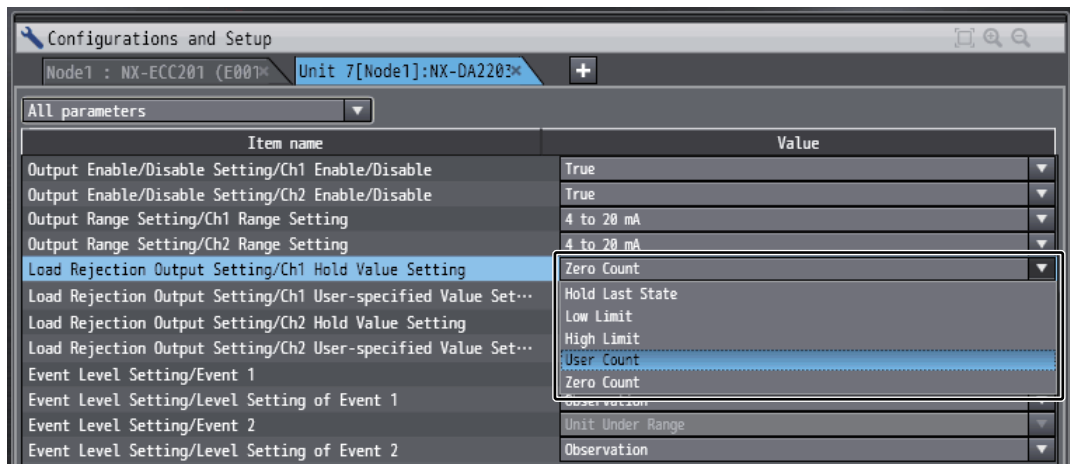 Configurations and Setup
Node1 : NX-ECC201 (E001× Unit 7[Node1]:NX-DA2203×
All parameters
Item name Value
Output Enable/Disable Setting/Ch1 Enable/Disable True
Output Enable/Disable Setting/Ch2 Enable/Disable True
Output Range Setting/Ch1 Range Setting 4 to 20 mA
Output Range Setting/Ch2 Range Setting 4 to 20 mA
Load Rejection Output Setting/Ch1 Hold Value Setting Zero Count
Load Rejection Output Setting/Ch1 User-specified Value Set… Hold Last State
Low Limit
Load Rejection Output Setting/Ch2 Hold Value Setting
High Limit
Load Rejection Output Setting/Ch2 User-specified Value Set…
User Count
Event Level Setting/Event 1 Zero Count
Event Level Setting/Level Setting of Event 1 Observation
Event Level Setting/Event 2 Unit Under Range
Event Level Setting/Level Setting of Event 2 Observation